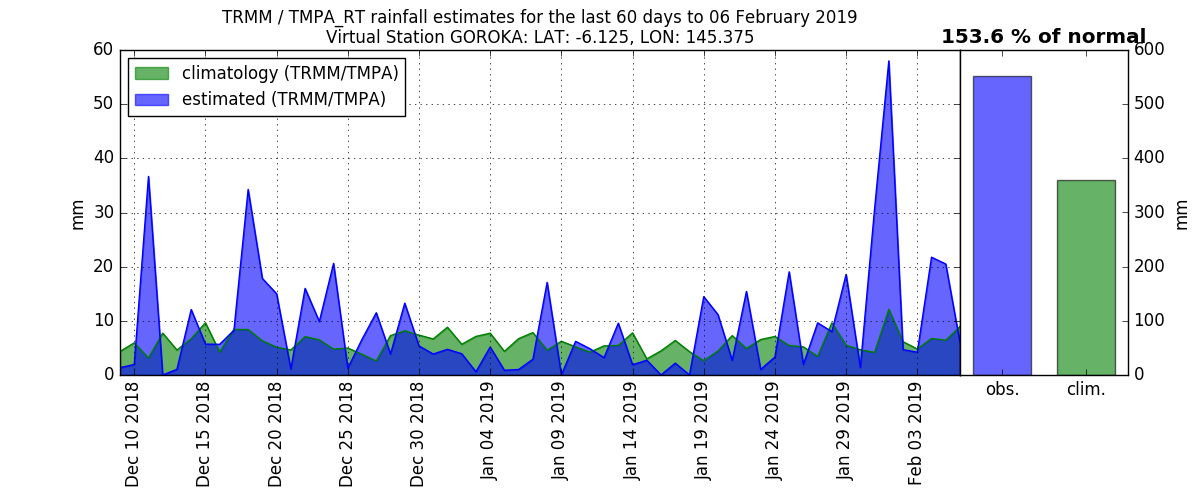 TRMM / TMPA_RT rainfall estimates for the last 60 days to 06 February 2019
Virtual Station GOROKA: LAT: -6.125, LON: 145.375
153.6 % of normal
climatology (TRMM/TMPA)
estimated (TRMM/TMPA)
mm
60
50
40
30
20
10
0
Dec 10 2018
Dec 15 2018
Dec 20 2018
Dec 25 2018
Dec 30 2018
Jan 04 2019
Jan 09 2019
Jan 14 2019
Jan 19 2019
Jan 24 2019
Jan 29 2019
Feb 03 2019
obs.
clim.
600
500
400
300
200
100
0
mm